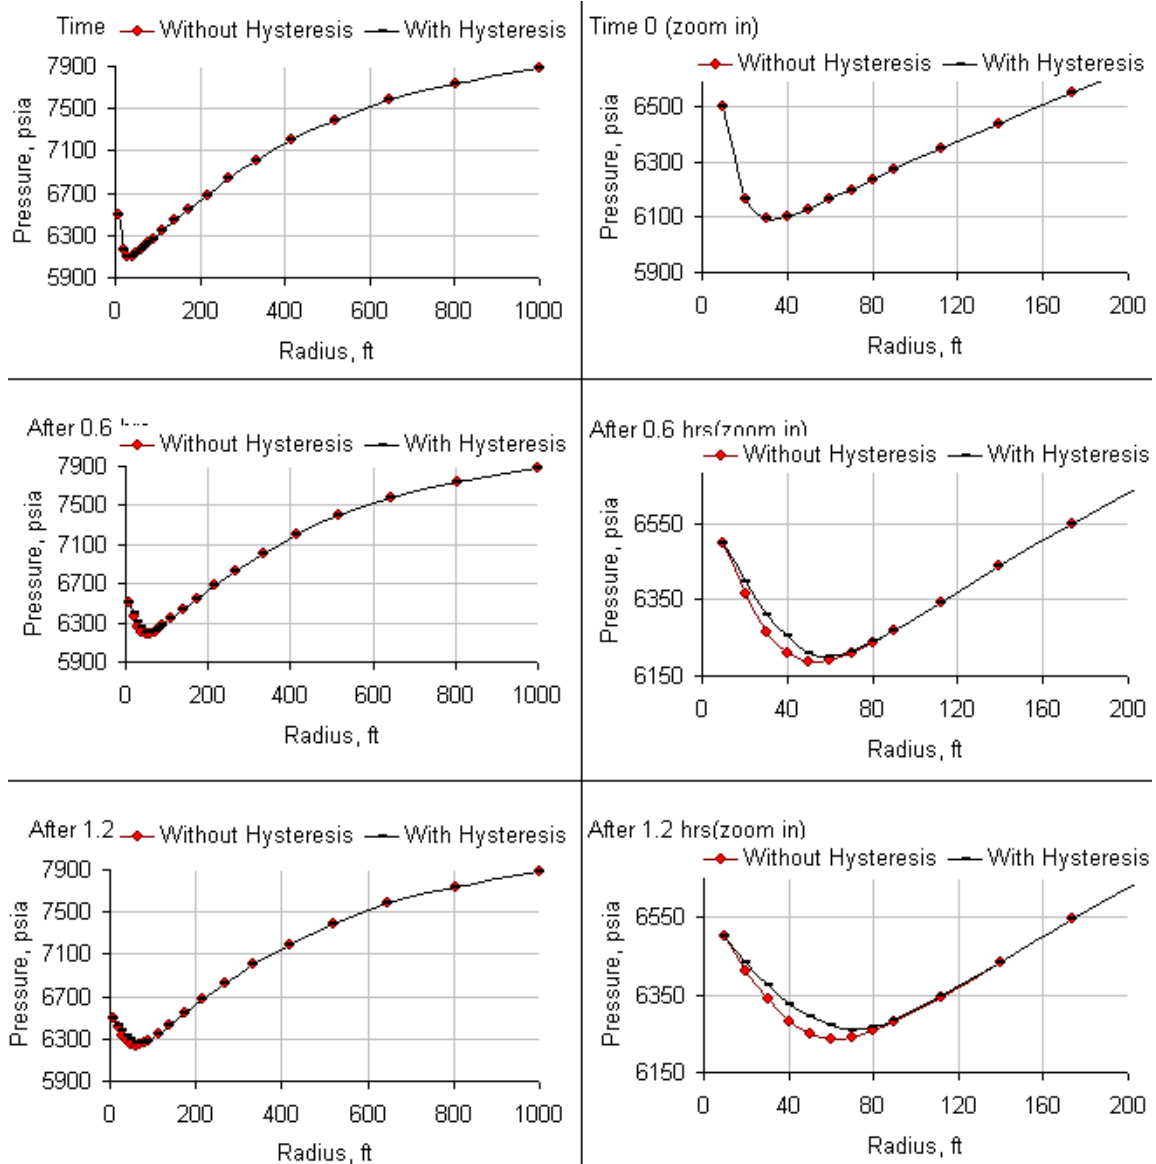 Time Without Hysteresis With Hysteresis
7900
7500
7100
6700
6300
5900
Pressure, psia
0 200 400 600 800 1000
Radius, ft
Time 0 (zoom in)
Without Hysteresis With Hysteresis
6500
6300
6100
5900
Pressure, psia
0 40 80 120 160 200
Radius, ft
After 0.6
Without Hysteresis With Hysteresis
7900
7500
7100
6700
6300
5900
Pressure, psia
0 200 400 600 800 1000
Radius, ft
After 0.6 hrs(zoom in)
Without Hysteresis With Hysteresis
6550
6350
6150
Pressure, psia
0 40 80 120 160 200
Radius, ft
After 1.2 Without Hysteresis With Hysteresis
7900
7500
7100
6700
6300
5900
Pressure, psia
0 200 400 600 800 1000
Radius, ft
After 1.2 hrs(zoom in)
Without Hysteresis With Hysteresis
6550
6350
6150
Pressure, psia
0 40 80 120 160 200
Radius, ft